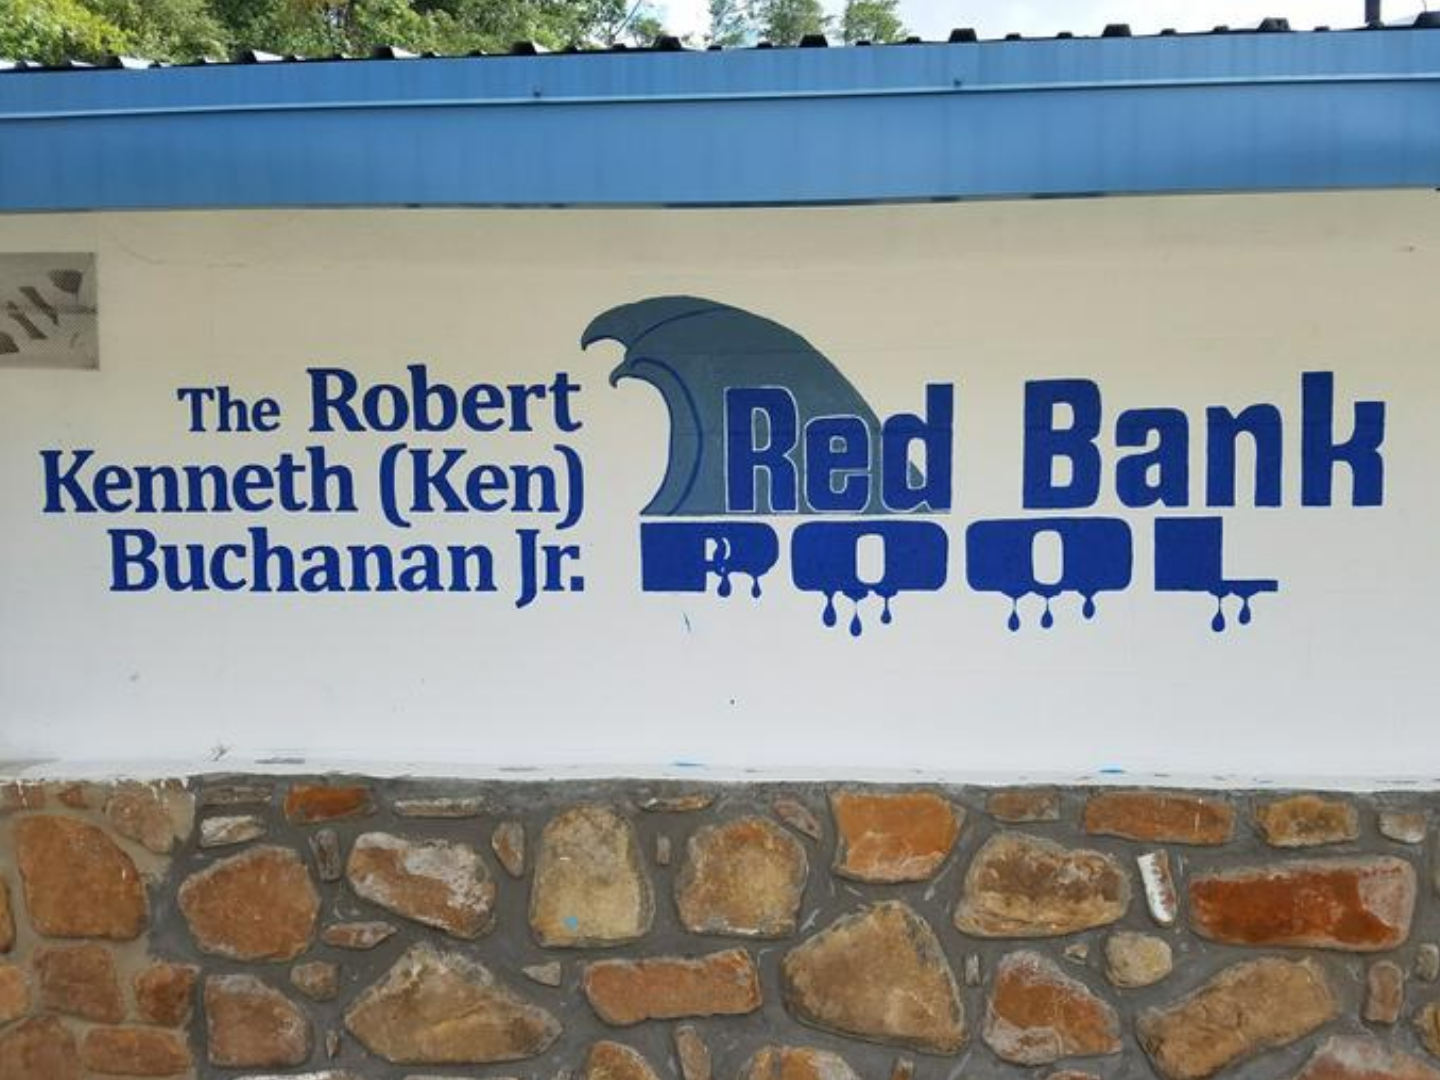 The Robert
Kenneth (Ken)
Buchanan Jr.
Red Bank
POOL